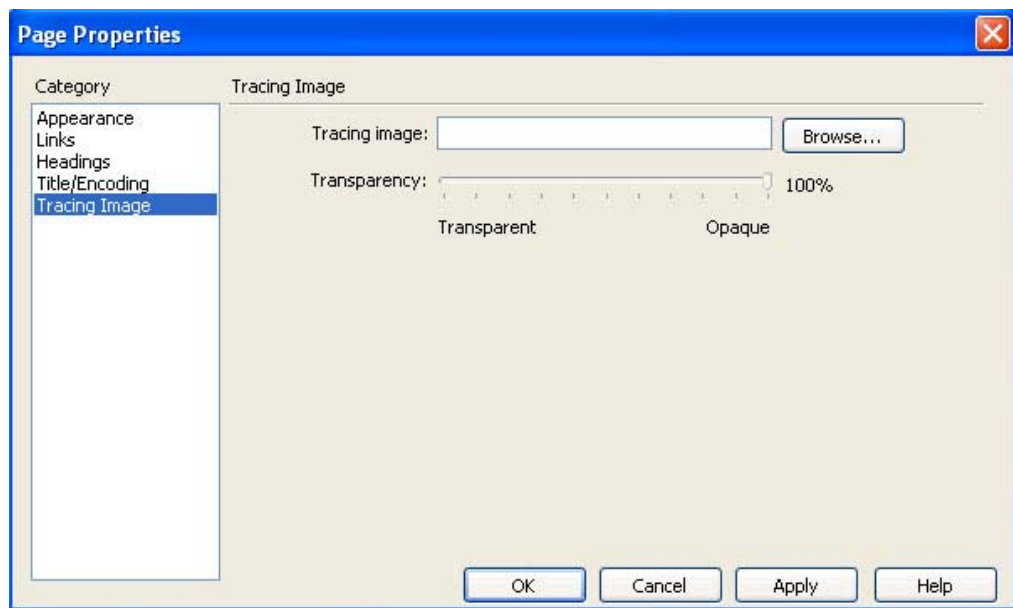 Page Properties
Category
Appearance
Links
Headings
Title/Encoding
Tracing Image
Tracing Image
Tracing image:
Browse...
Transparency:
100%
Transparent
Opaque
OK
Cancel
Apply
Help